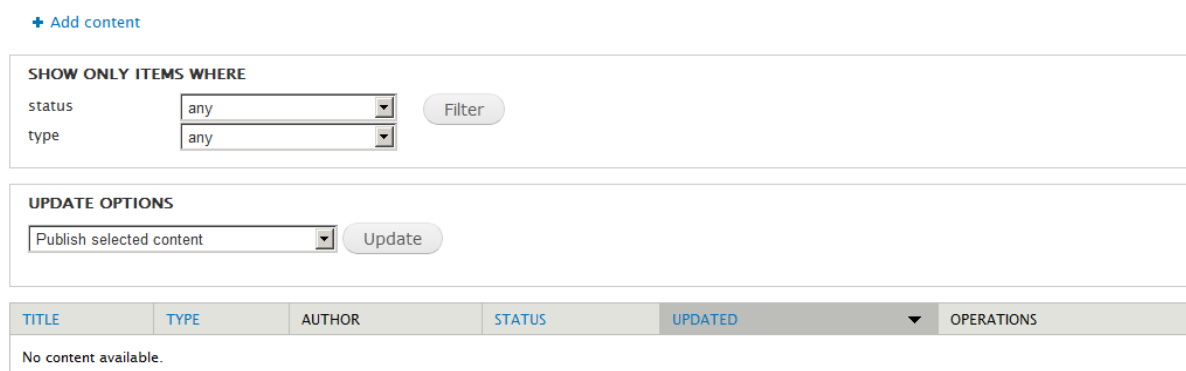 Add content
SHOW ONLY ITEMS WHERE
status any Filter
type any
UPDATE OPTIONS
Publish selected content Update
TITLE TYPE AUTHOR STATUS UPDATED OPERATIONS
No content available.